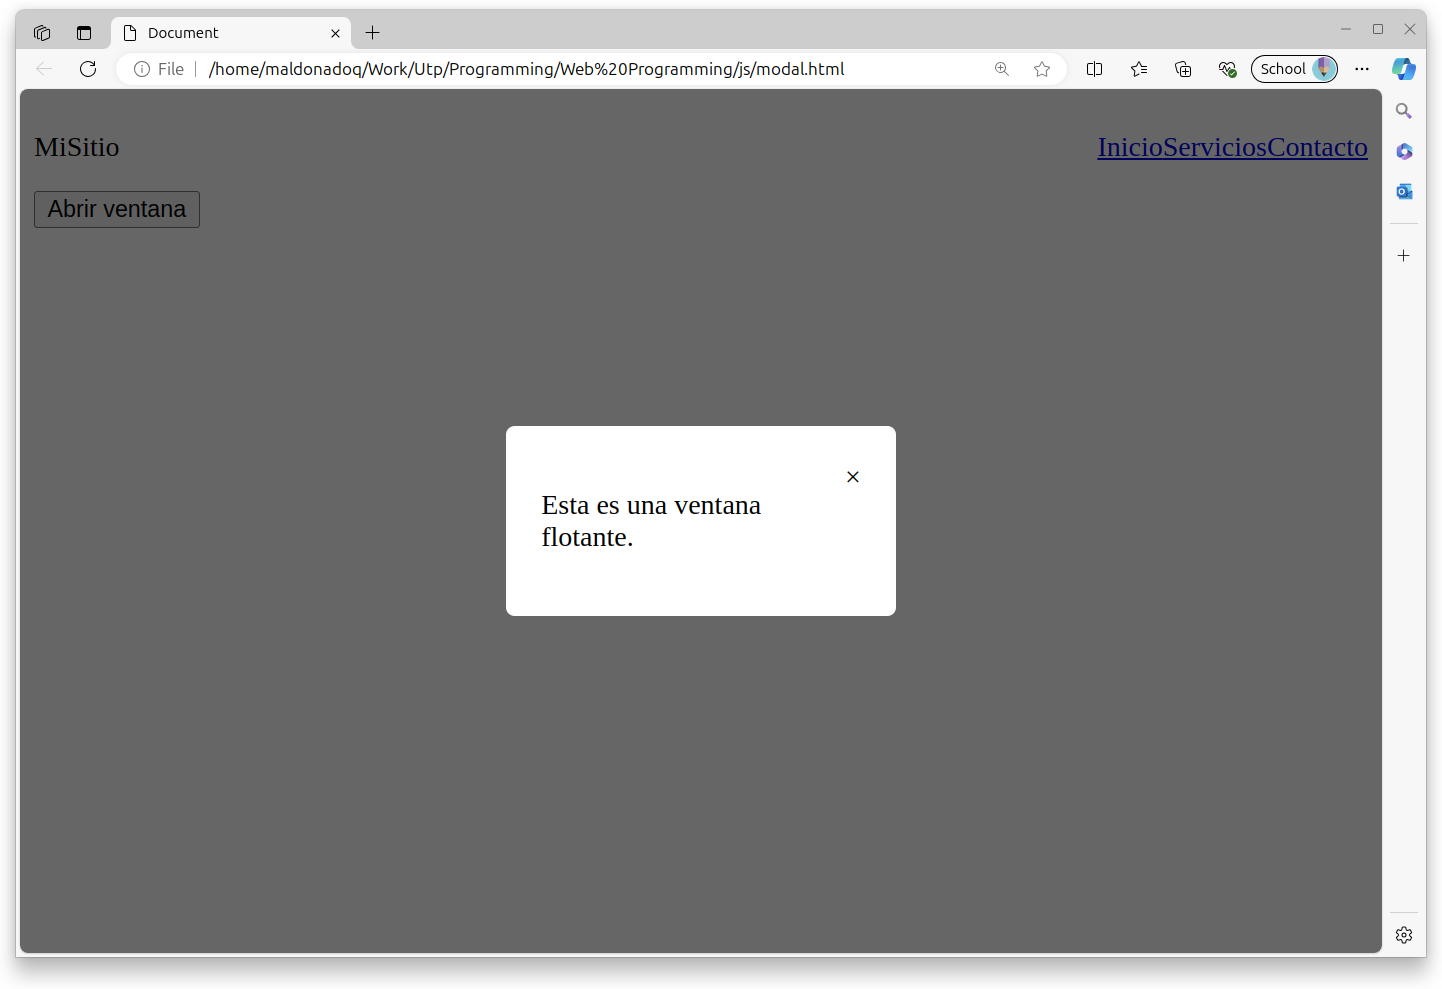 Document
File
/home/maldonadoq/Work/Utp/Programming/Web%20Programming/js/modal.html
School
MiSitio
InicioServiciosContacto
Abrir ventana
×
Esta es una ventana
flotante.